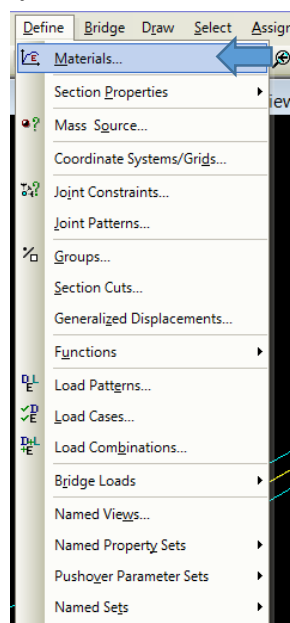 Define Bridge Draw Select Assign
Materials...
Section Properties
Mass Source...
Coordinate Systems/Grids...
Joint Constraints...
Joint Patterns...
Groups...
Section Cuts...
Generalized Displacements...
Functions
Load Patterns...
Load Cases...
Load Combinations...
Bridge Loads
Named Views...
Named Property Sets
Pushover Parameter Sets
Named Sets